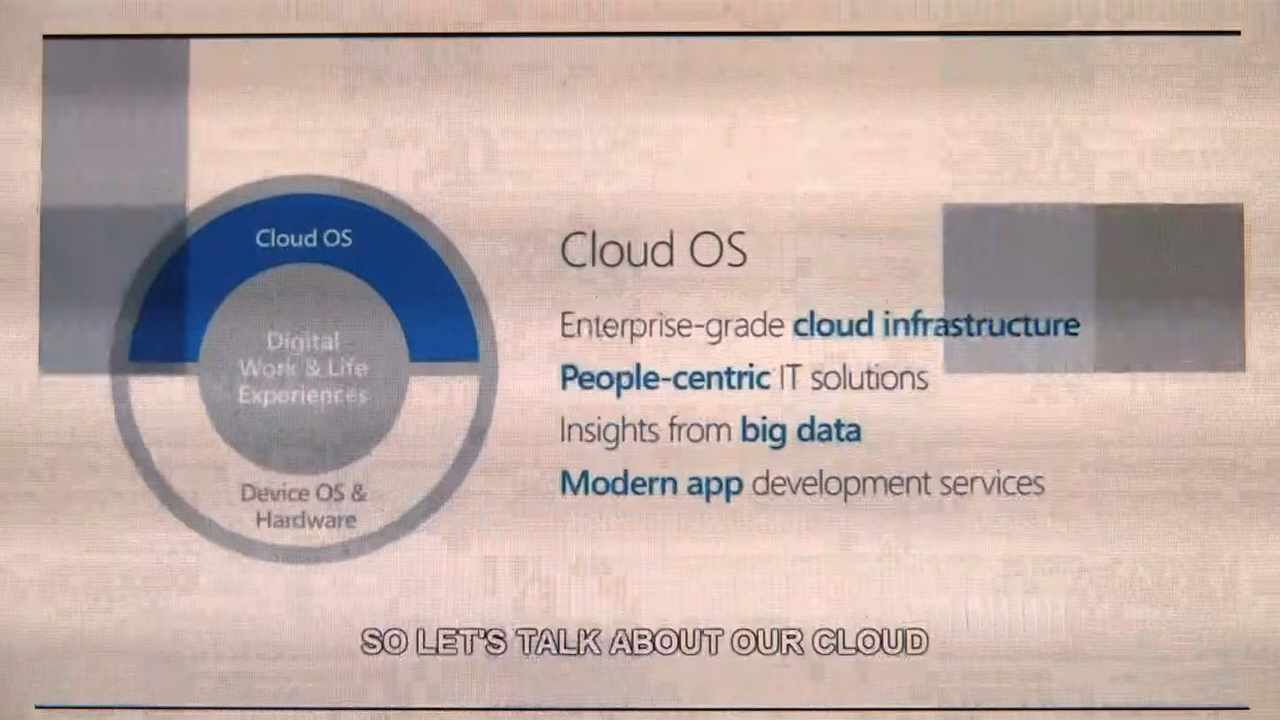 Cloud OS
Digital
Work & Life
Experiences
Device OS &
Hardware
Cloud OS
Enterprise-grade cloud infrastructure
People-centric IT solutions
Insights from big data
Modern app development services
SO LET'S TALK ABOUT OUR CLOUD